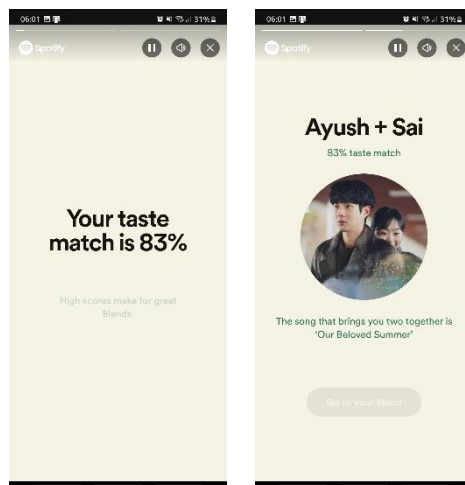 06:01
31%
Spotify
Your taste
match is 83%
High scores make for great
Blends.
06:01
31%
Spotify
Ayush + Sai
83% taste match
The song that brings you two together is
'Our Beloved Summer'
Go to your Blend